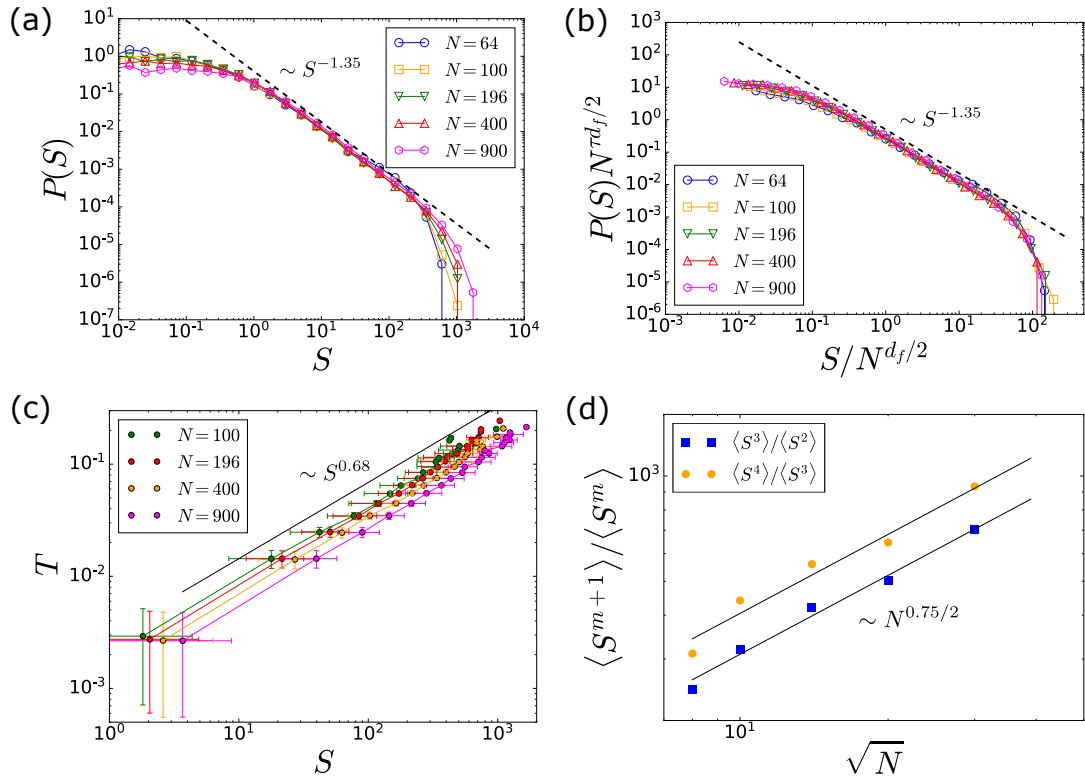 (a)
10^1
10^0
10^-1
10^-2
10^-3
10^-4
10^-5
10^-6
10^-7
P(S)
∼ S^−1.35
N = 64
N = 100
N = 196
N = 400
N = 900
10^-2 10^-1 10^0 10^1 10^2 10^3 10^4
S
(b)
10^3
10^2
10^1
10^0
10^-1
10^-2
10^-3
10^-4
10^-5
10^-6
P(S)N^{τd_f/2}
∼ S^−1.35
N = 64
N = 100
N = 196
N = 400
N = 900
10^-3 10^-2 10^-1 10^0 10^1 10^2
S/N^{d_f/2}
(c)
10^-1
10^-2
10^-3
T
N = 100
N = 196
N = 400
N = 900
∼ S^0.68
10^0 10^1 10^2 10^3
S
(d)
10^3
⟨S^{m+1}⟩/⟨S^m⟩
⟨S^3⟩/⟨S^2⟩
⟨S^4⟩/⟨S^3⟩
∼ N^{0.75/2}
10^1
√N